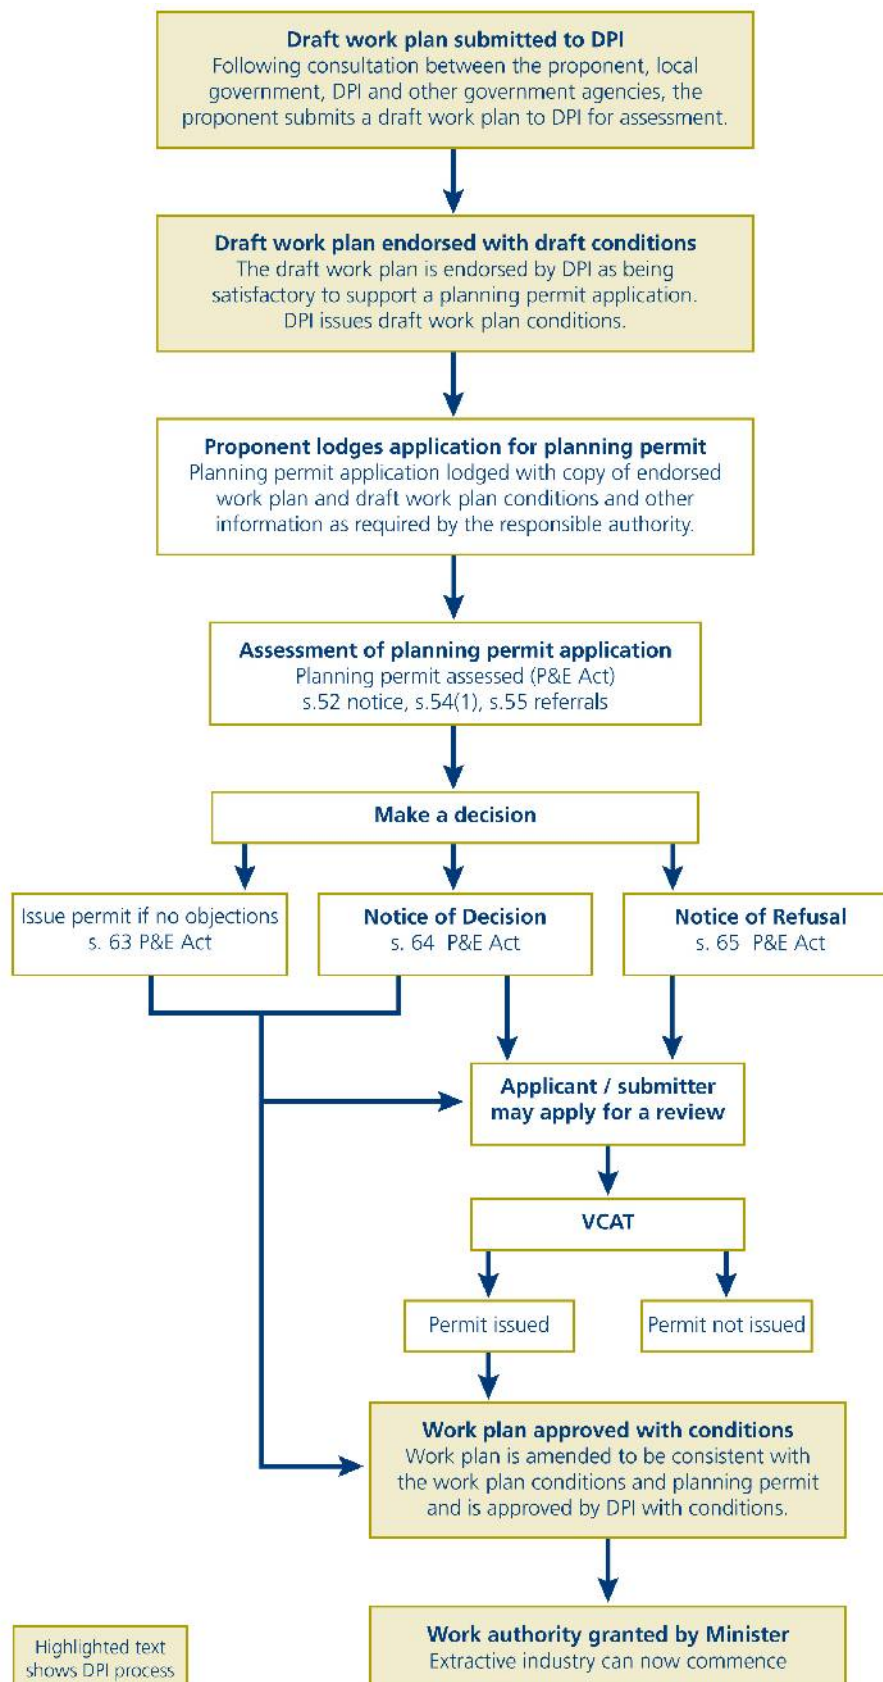 Draft work plan submitted to DPI
Following consultation between the proponent, local
government, DPI and other government agencies, the
proponent submits a draft work plan to DPI for assessment.
Draft work plan endorsed with draft conditions
The draft work plan is endorsed by DPI as being
satisfactory to support a planning permit application.
DPI issues draft work plan conditions.
Proponent lodges application for planning permit
Planning permit application lodged with copy of endorsed
work plan and draft work plan conditions and other
information as required by the responsible authority.
Assessment of planning permit application
Planning permit assessed (P&E Act)
s.52 notice, s.54(1), s.55 referrals
Make a decision
Issue permit if no objections
s. 63 P&E Act
Notice of Decision
s. 64 P&E Act
Notice of Refusal
s. 65 P&E Act
Applicant / submitter
may apply for a review
VCAT
Permit issued
Permit not issued
Work plan approved with conditions
Work plan is amended to be consistent with
the work plan conditions and planning permit
and is approved by DPI with conditions.
Work authority granted by Minister
Extractive industry can now commence
Highlighted text
shows DPI process